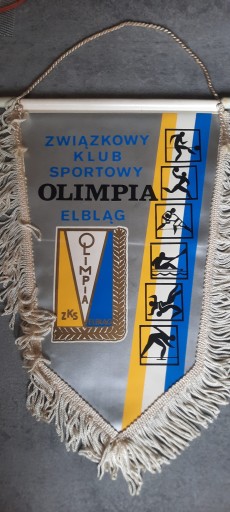 ZWIĄZKOWY
KLUB
SPORTOWY
OLIMPIA
ELBLĄG
OLIMPIA
ZKS